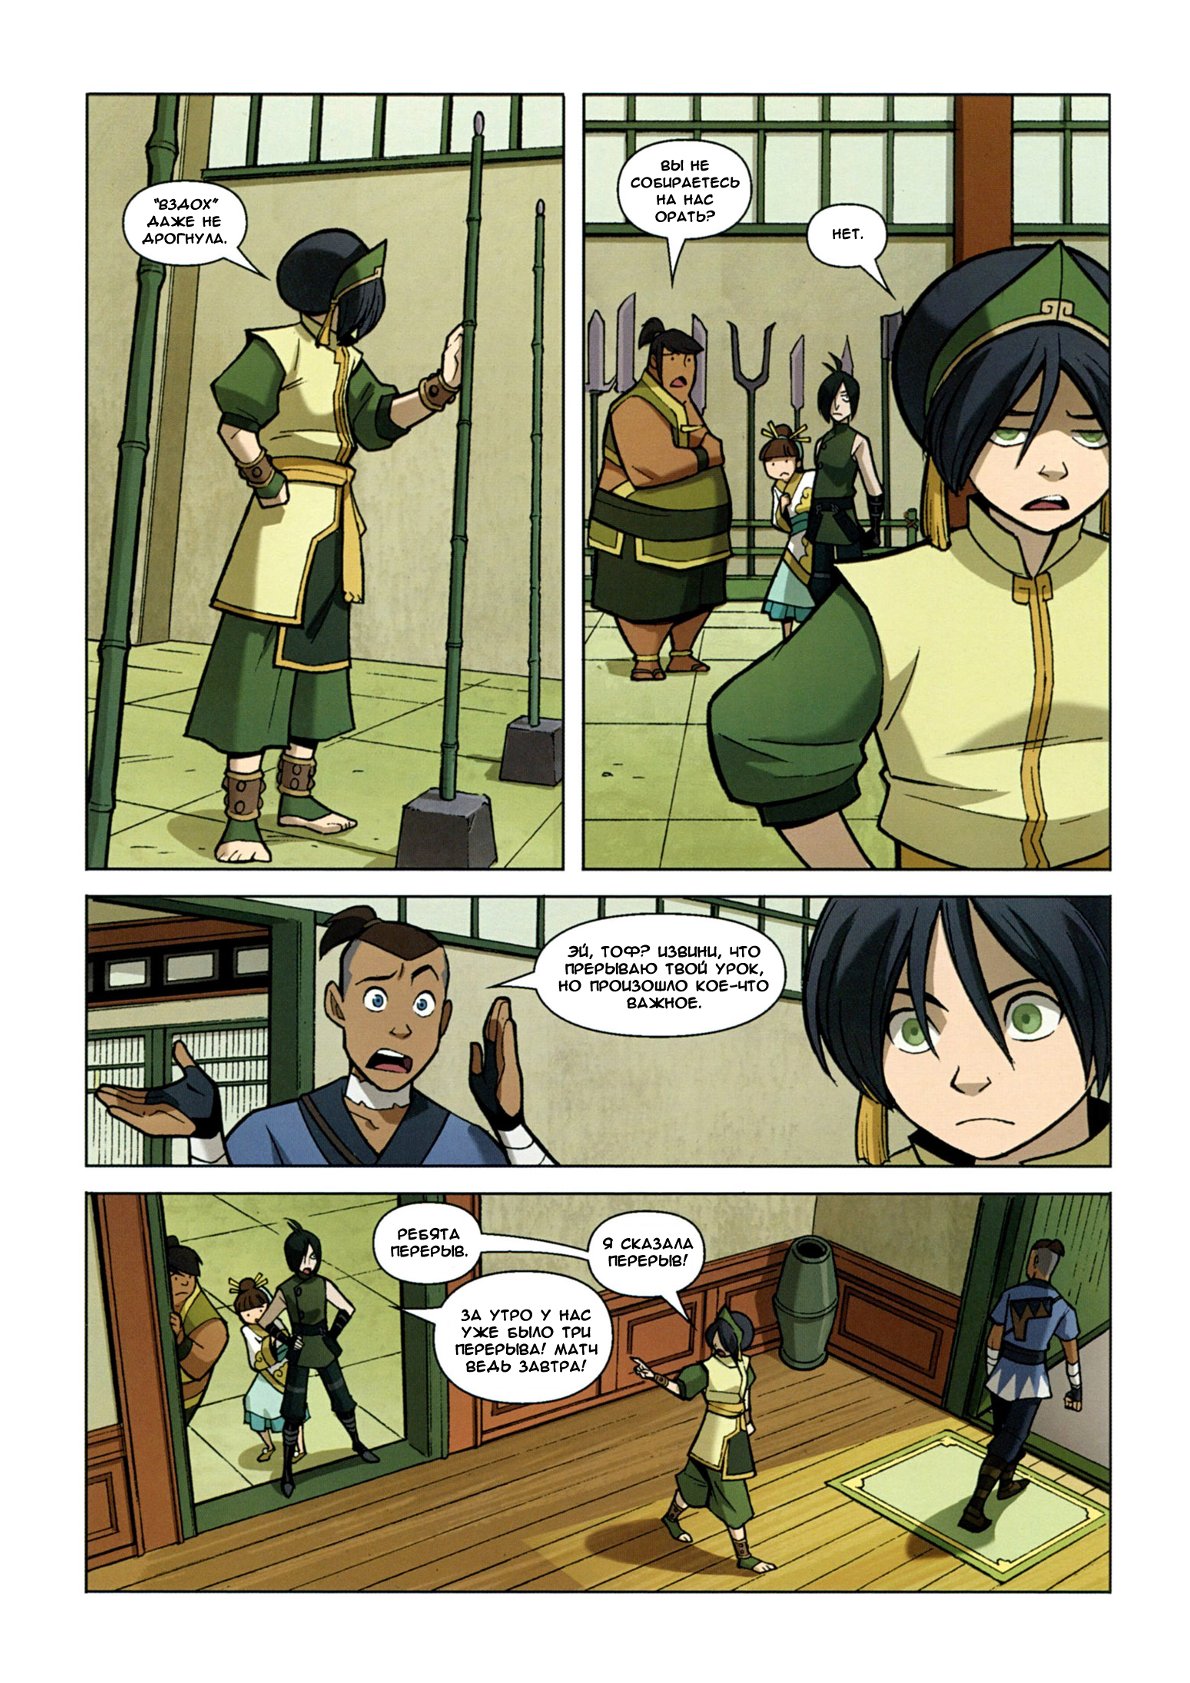 "ВЗДОХ"
ДАЖЕ НЕ
ДРОГНУЛА.
ВЫ НЕ
СОБИРАЕТЕСЬ
НА НАС
ОРАТЬ?
НЕТ.
ЭЙ, ТОФ? ИЗВИНИ, ЧТО
ПРЕРЫВАЮ ТВОЙ УРОК,
НО ПРОИЗОШЛО КОЕ-ЧТО
ВАЖНОЕ.
РЕБЯТА
ПЕРЕРЫВ.
ЗА УТРО У НАС
УЖЕ БЫЛО ТРИ
ПЕРЕРЫВА! МАТЧ
ВЕДЬ ЗАВТРА!
Я СКАЗАЛА
ПЕРЕРЫВ!